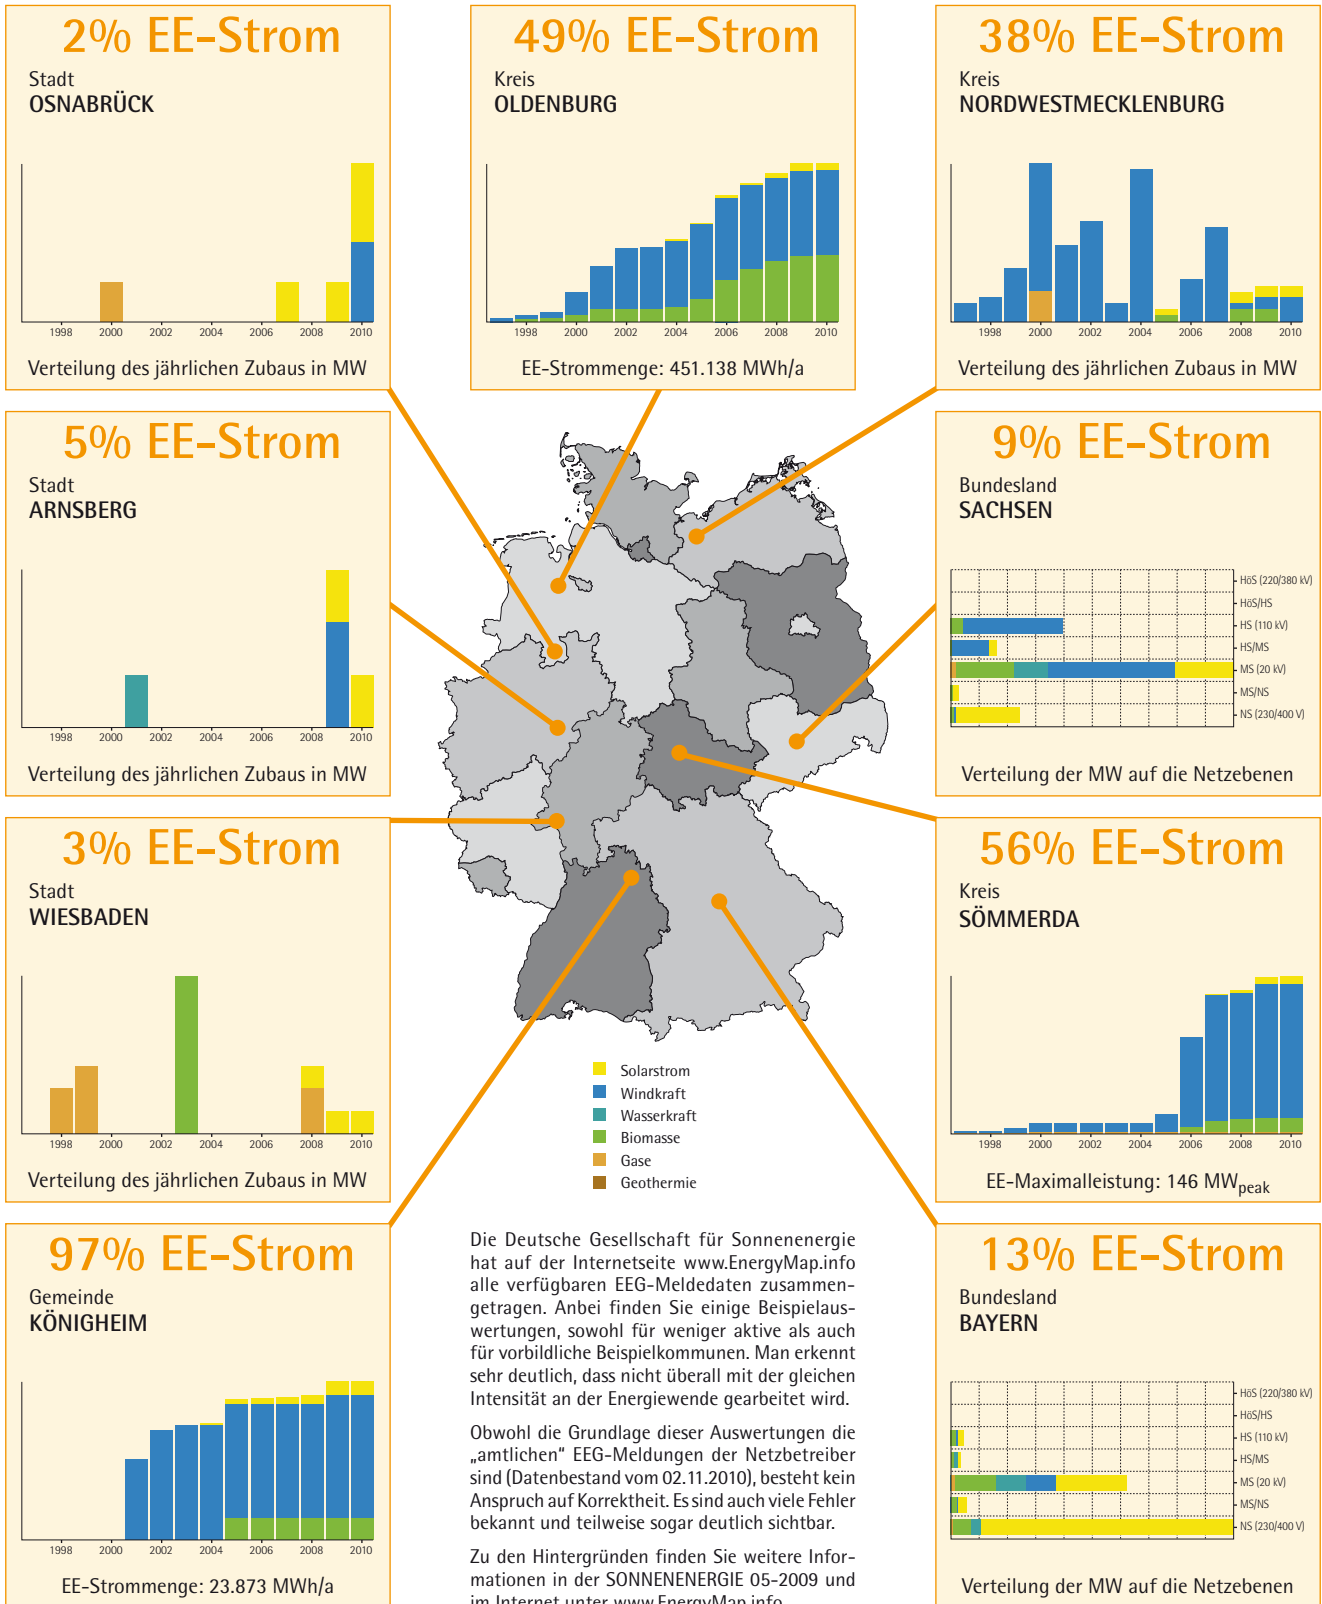 2% EE-Strom
Stadt
OSNABRÜCK
1998 2000 2002 2004 2006 2008 2010
Verteilung des jährlichen Zubaus in MW
49% EE-Strom
Kreis
OLDENBURG
1998 2000 2002 2004 2006 2008 2010
EE-Strommenge: 451.138 MWh/a
38% EE-Strom
Kreis
NORDWESTMECKLENBURG
1998 2000 2002 2004 2006 2008 2010
Verteilung des jährlichen Zubaus in MW
5% EE-Strom
Stadt
ARNSBERG
1998 2000 2002 2004 2006 2008 2010
Verteilung des jährlichen Zubaus in MW
9% EE-Strom
Bundesland
SACHSEN
HöS (220/380 kV)
HöS/HS
HS (110 kV)
HS/MS
MS (20 kV)
MS/NS
NS (230/400 V)
Verteilung der MW auf die Netzebenen
3% EE-Strom
Stadt
WIESBADEN
1998 2000 2002 2004 2006 2008 2010
Verteilung des jährlichen Zubaus in MW
56% EE-Strom
Kreis
SÖMMERDA
1998 2000 2002 2004 2006 2008 2010
EE-Maximalleistung: 146 MWpeak
Solarstrom
Windkraft
Wasserkraft
Biomasse
Gase
Geothermie
97% EE-Strom
Gemeinde
KÖNIGHEIM
1998 2000 2002 2004 2006 2008 2010
EE-Strommenge: 23.873 MWh/a
Die Deutsche Gesellschaft für Sonnenenergie
hat auf der Internetseite www.EnergyMap.info
alle verfügbaren EEG-Meldedaten zusammen-
getragen. Anbei finden Sie einige Beispielaus-
wertungen, sowohl für weniger aktive als auch
für vorbildliche Beispielkommunen. Man erkennt
sehr deutlich, dass nicht überall mit der gleichen
Intensität an der Energiewende gearbeitet wird.
Obwohl die Grundlage dieser Auswertungen die
„amtlichen“ EEG-Meldungen der Netzbetreiber
sind (Datenbestand vom 02.11.2010), besteht kein
Anspruch auf Korrektheit. Es sind auch viele Fehler
bekannt und teilweise sogar deutlich sichtbar.
Zu den Hintergründen finden Sie weitere Infor-
mationen in der SONNENENERGIE 05-2009 und
im Internet unter www.EnergyMap.info
13% EE-Strom
Bundesland
BAYERN
HöS (220/380 kV)
HöS/HS
HS (110 kV)
HS/MS
MS (20 kV)
MS/NS
NS (230/400 V)
Verteilung der MW auf die Netzebenen